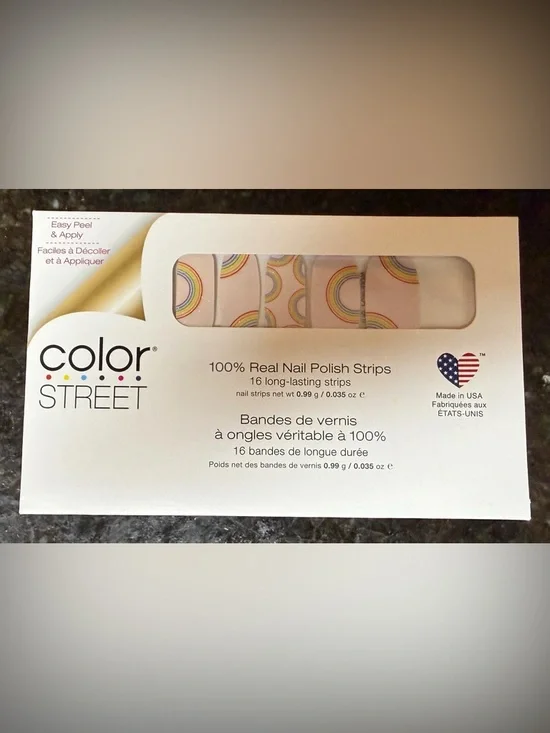 Easy Peel
& Apply
Faciles à Décoller
et à Appliquer
color®
STREET
100% Real Nail Polish Strips
16 long-lasting strips
nail strips net wt 0.99 g / 0.035 oz ℮
Bandes de vernis
à ongles véritable à 100%
16 bandes de longue durée
Poids net des bandes de vernis 0.99 g / 0.035 oz ℮
™
Made in USA
Fabriquées aux
ÉTATS-UNIS